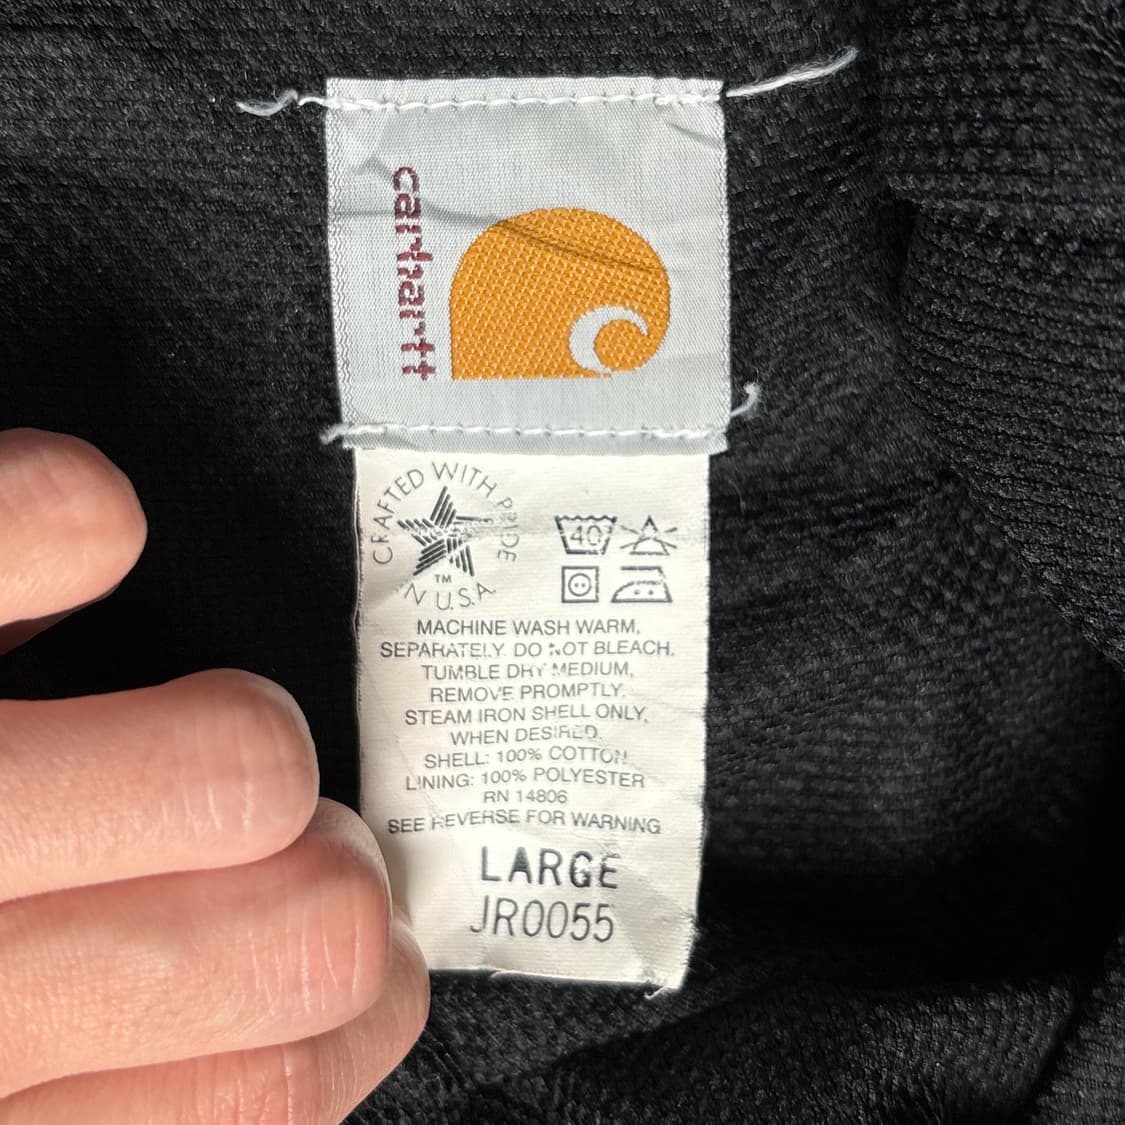 carhartt
CRAFTED WITH PRIDE
IN U.S.A.
TM
40
MACHINE WASH WARM,
SEPARATELY. DO NOT BLEACH.
TUMBLE DRY MEDIUM,
REMOVE PROMPTLY.
STEAM IRON SHELL ONLY,
WHEN DESIRED.
SHELL: 100% COTTON
LINING: 100% POLYESTER
RN 14806
SEE REVERSE FOR WARNING
LARGE
JR0055